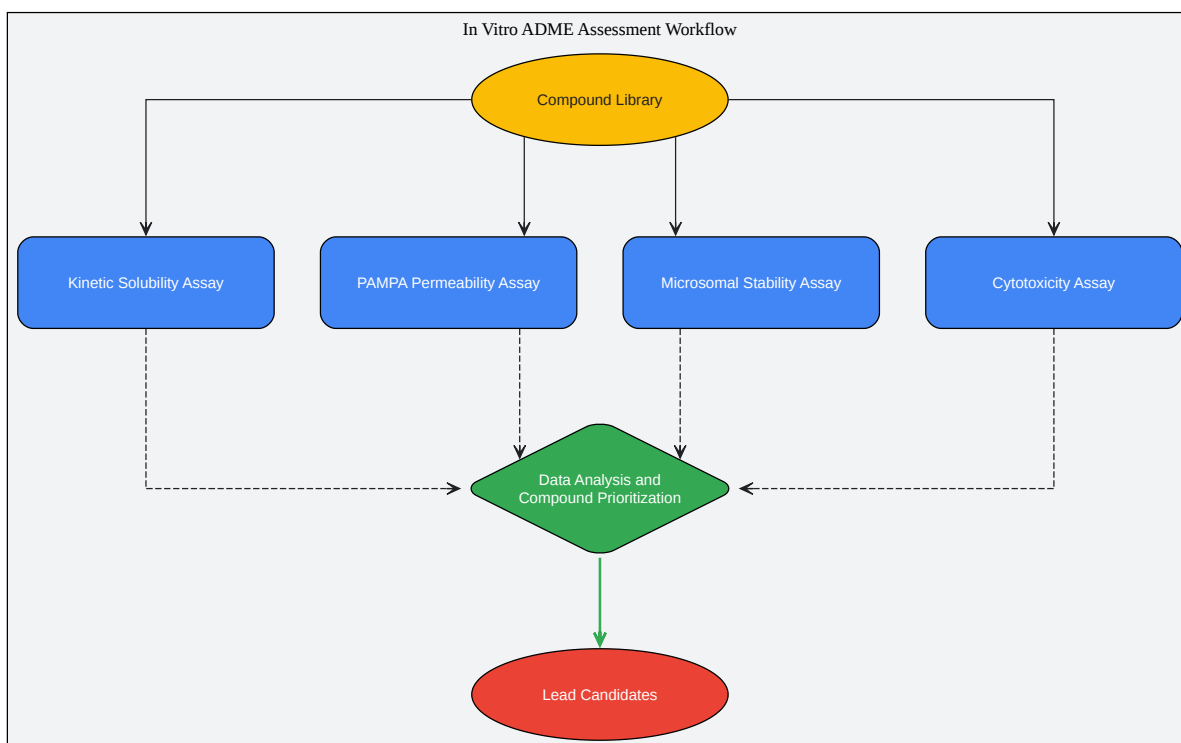 In Vitro ADME Assessment Workflow
Compound Library
Kinetic Solubility Assay
PAMPA Permeability Assay
Microsomal Stability Assay
Cytotoxicity Assay
Data Analysis and
Compound Prioritization
Lead Candidates